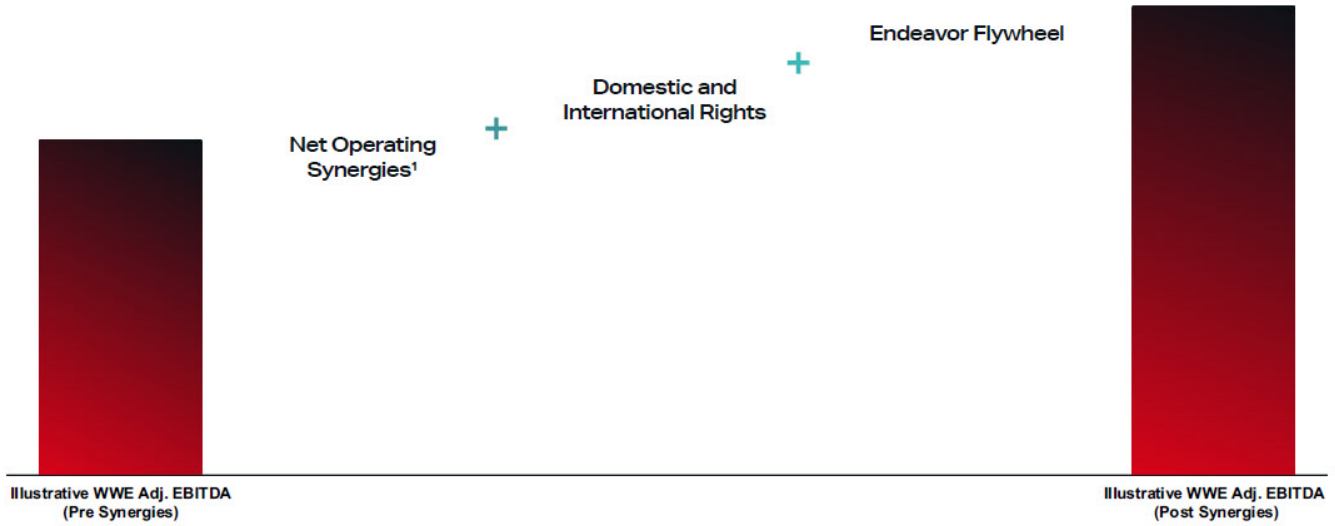 Endeavor Flywheel
+
Domestic and
International Rights
+
Net Operating
Synergies¹
Illustrative WWE Adj. EBITDA
(Pre Synergies)
Illustrative WWE Adj. EBITDA
(Post Synergies)